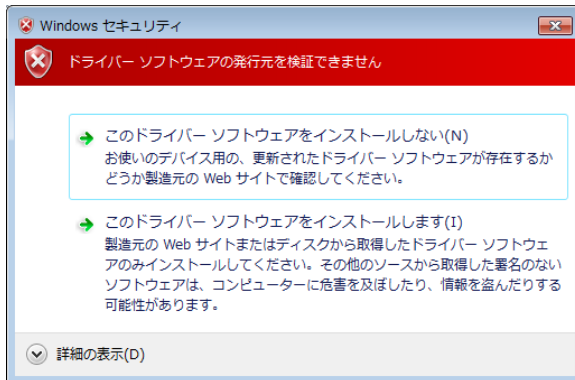 Windows セキュリティ
ドライバー ソフトウェアの発行元を検証できません
このドライバー ソフトウェアをインストールしない(N)
お使いのデバイス用の、更新されたドライバー ソフトウェアが存在するか
どうか製造元の Web サイトで確認してください。
このドライバー ソフトウェアをインストールします(I)
製造元の Web サイトまたはディスクから取得したドライバー ソフトウェ
アのみインストールしてください。その他のソースから取得した署名のない
ソフトウェアは、コンピューターに危害を及ぼしたり、情報を盗んだりする
可能性があります。
詳細の表示(D)